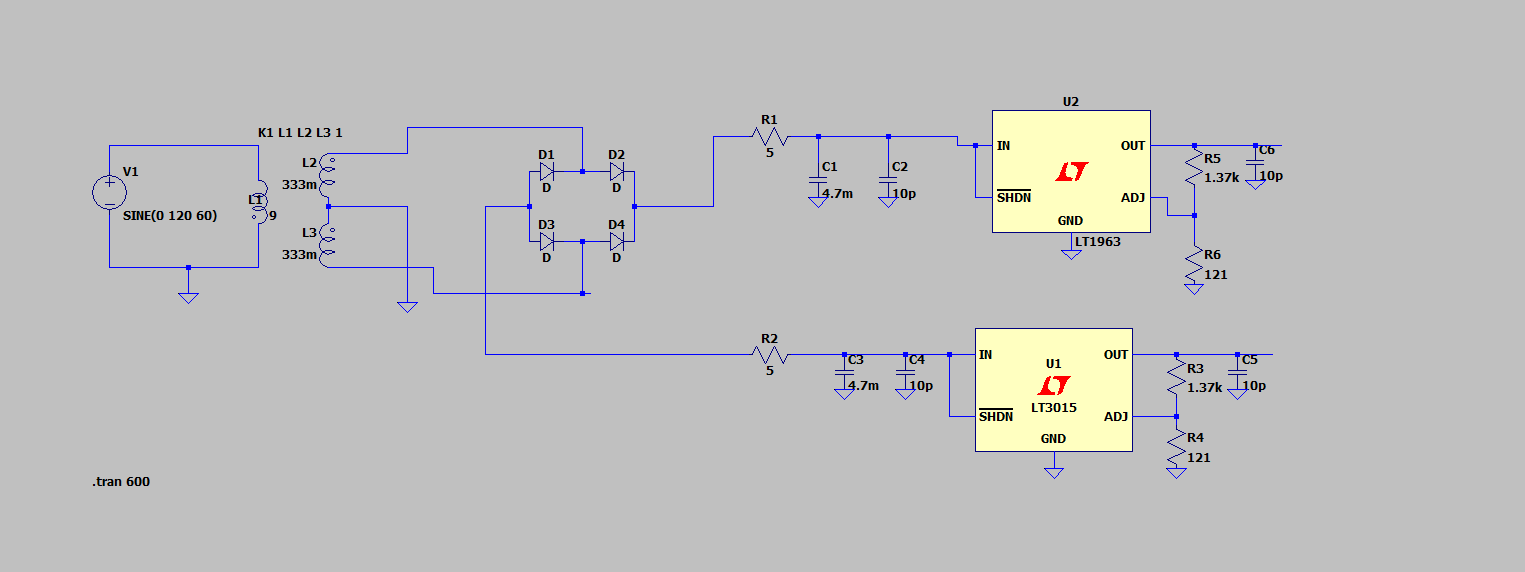 K1 L1 L2 L3 1
V1
SINE(0 120 60)
L1
9
L2
333m
L3
333m
D1
D
D2
D
D3
D
D4
D
R1
5
C1
4.7m
C2
10p
U2
IN
OUT
SHDN
ADJ
GND
LT1963
R5
1.37k
C6
10p
R6
121
R2
5
C3
4.7m
C4
10p
IN
OUT
U1
LT3015
SHDN
ADJ
GND
R3
1.37k
C5
10p
R4
121
.tran 600